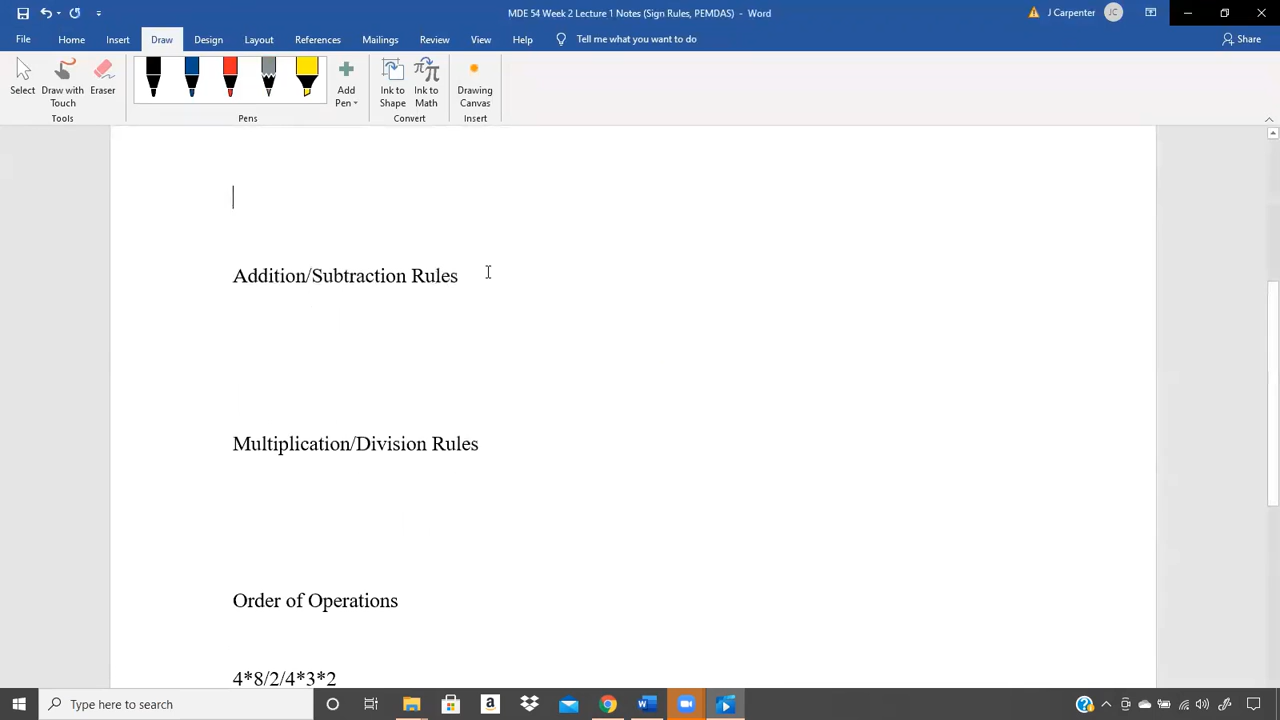 MDE 54 Week 2 Lecture 1 Notes (Sign Rules, PEMDAS) - Word
J Carpenter JC
File Home Insert Draw Design Layout References Mailings Review View Help Tell me what you want to do Share
Select Draw with Touch Eraser Add Pen Ink to Shape Ink to Math Drawing Canvas
Tools Pens Convert Insert
Addition/Subtraction Rules
Multiplication/Division Rules
Order of Operations
4*8/2/4*3*2
Type here to search